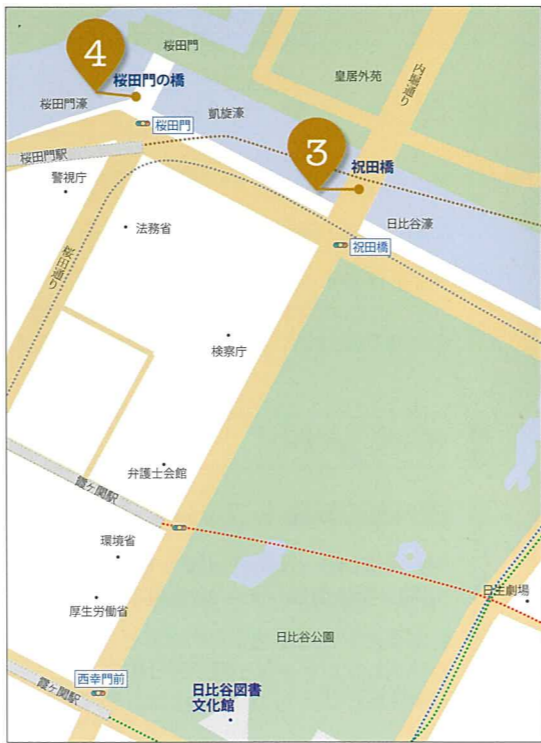 4
桜田門
桜田門の橋
皇居外苑
内堀通り
桜田門濠
凱旋濠
桜田門
3
祝田橋
桜田門駅
警視庁
日比谷濠
法務省
祝田橋
桜田通り
検察庁
弁護士会館
霞ヶ関駅
環境省
日生劇場
厚生労働省
日比谷公園
西幸門前
霞ヶ関駅
日比谷図書
文化館